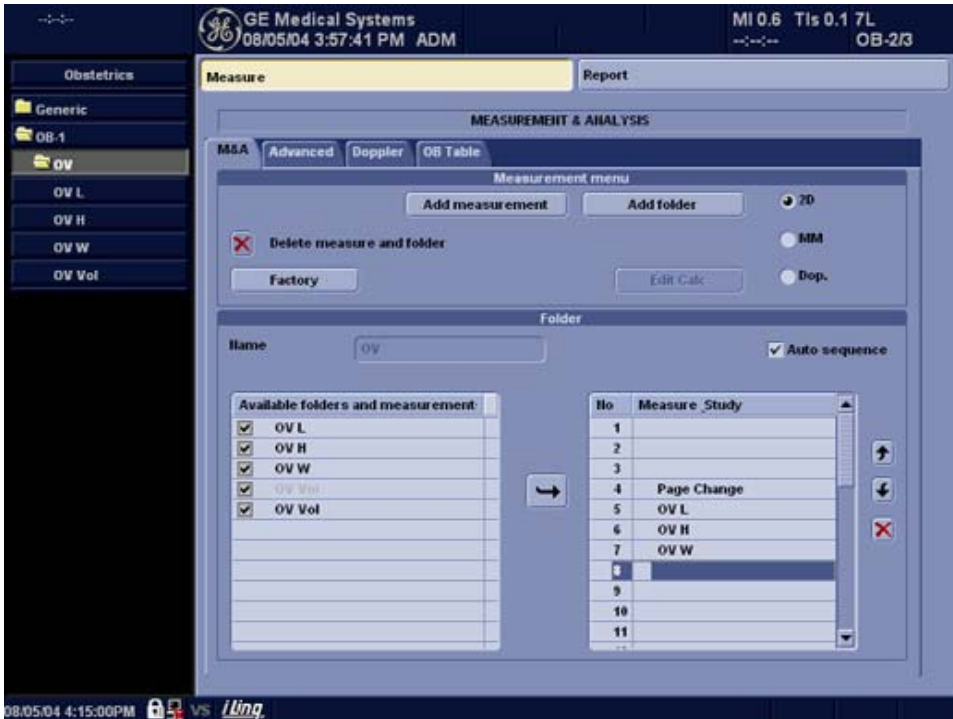 --:--:--
GE Medical Systems
08/05/04 3:57:41 PM ADM
MI 0.6 TIs 0.1 7L
--:--:-- OB-2/3
Obstetrics
Generic
OB-1
OV
OV L
OV H
OV W
OV Vol
Measure
Report
MEASUREMENT & ANALYSIS
M&A Advanced Doppler OB Table
Measurement menu
Add measurement Add folder 2D
Delete measure and folder MM
Factory Edit Calc Dop.
Folder
Name OV Auto sequence
Available folders and measurement
OV L
OV H
OV W
OV Vol
OV Vol
No Measure_Study
1
2
3
4 Page Change
5 OV L
6 OV H
7 OV W
8
9
10
11
08/05/04 4:15:00PM VS iLinq